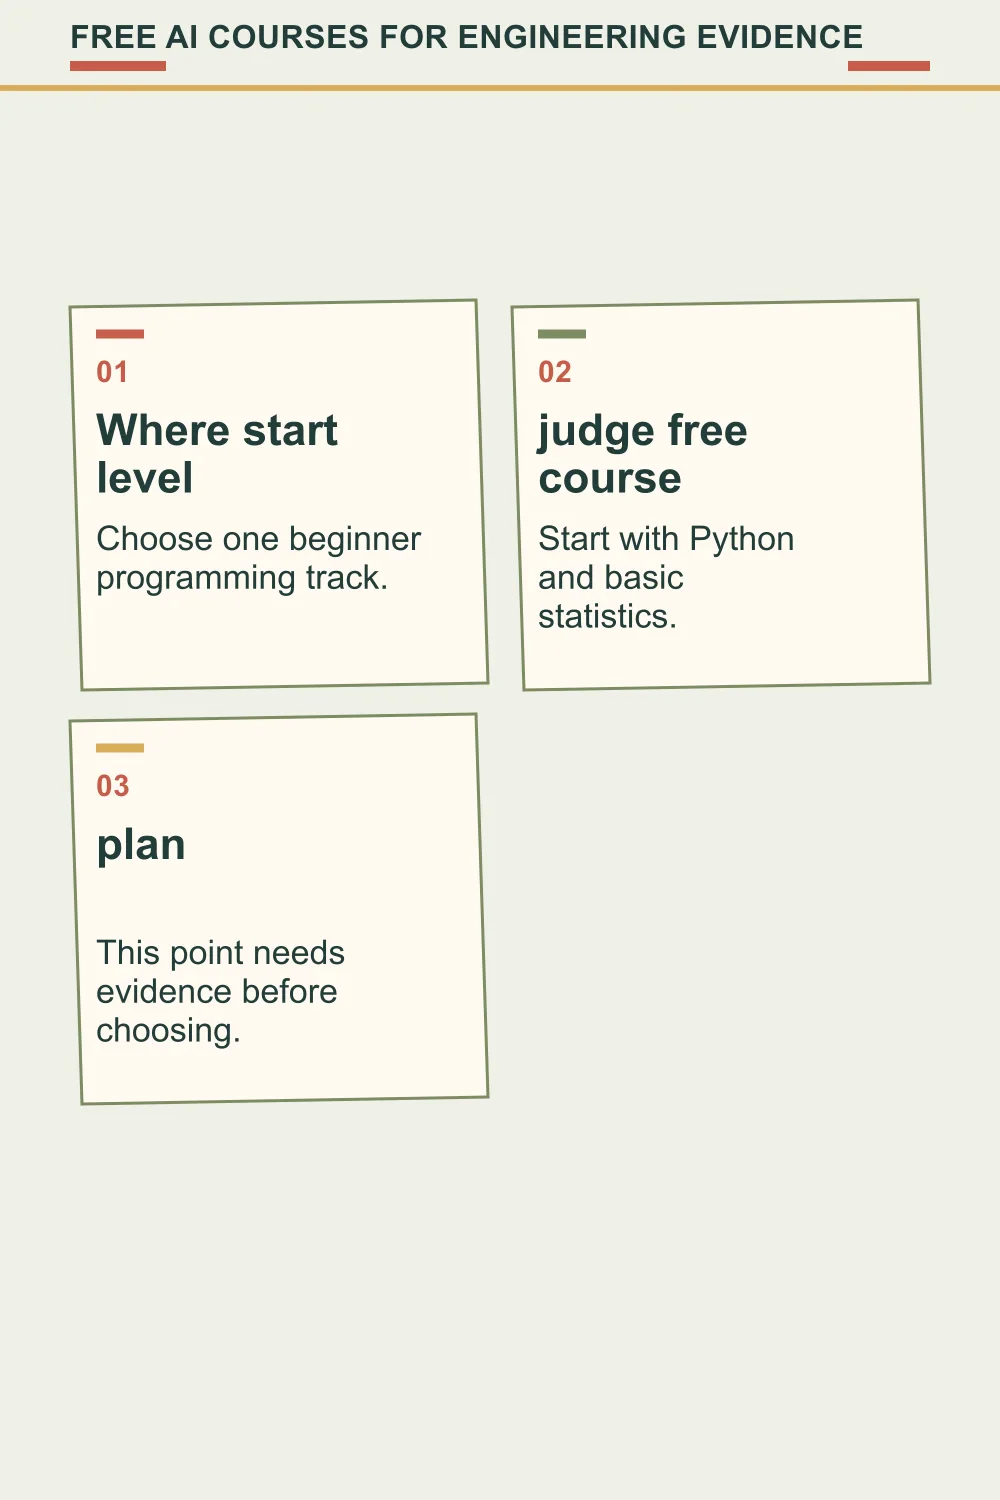 FREE AI COURSES FOR ENGINEERING EVIDENCE
01
Where start
level
Choose one beginner
programming track.
02
judge free
course
Start with Python
and basic
statistics.
03
plan
This point needs
evidence before
choosing.